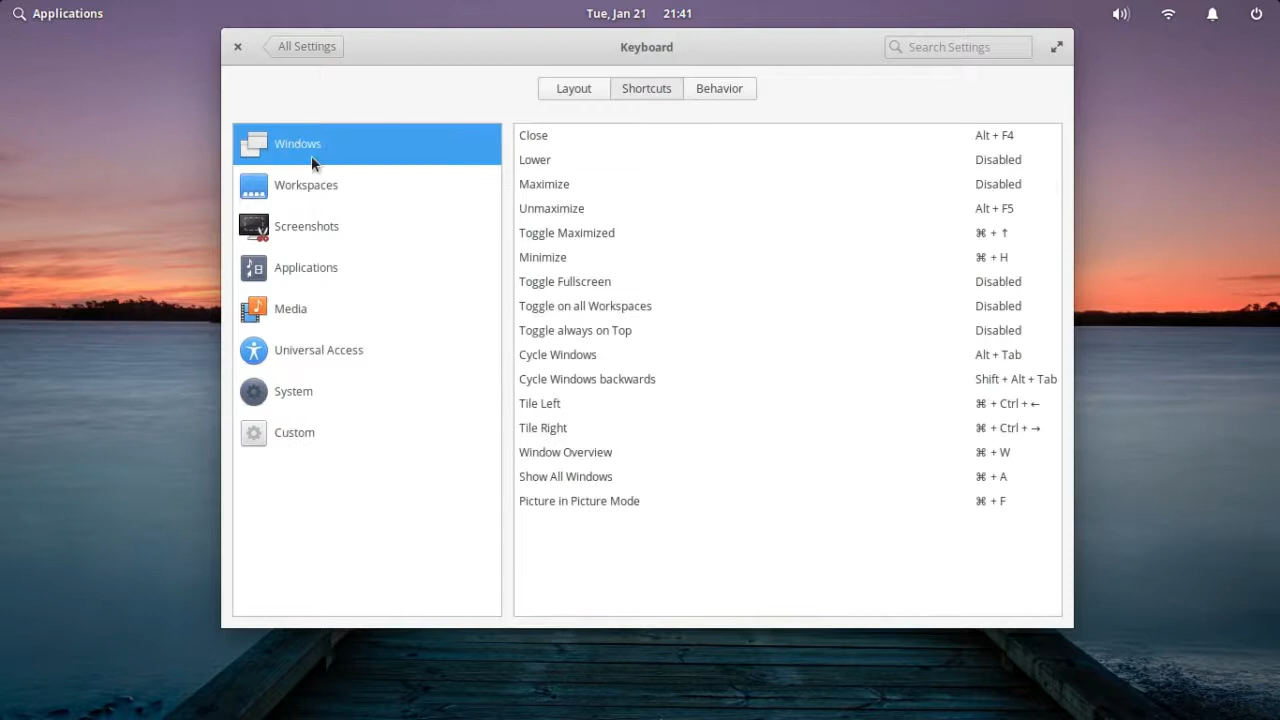 Applications
Tue, Jan 21 21:41
All Settings
Keyboard
Search Settings
Layout
Shortcuts
Behavior
Windows
Workspaces
Screenshots
Applications
Media
Universal Access
System
Custom
Close Alt + F4
Lower Disabled
Maximize Disabled
Unmaximize Alt + F5
Toggle Maximized ⌘ + ↑
Minimize ⌘ + H
Toggle Fullscreen Disabled
Toggle on all Workspaces Disabled
Toggle always on Top Disabled
Cycle Windows Alt + Tab
Cycle Windows backwards Shift + Alt + Tab
Tile Left ⌘ + Ctrl + ←
Tile Right ⌘ + Ctrl + →
Window Overview ⌘ + W
Show All Windows ⌘ + A
Picture in Picture Mode ⌘ + F